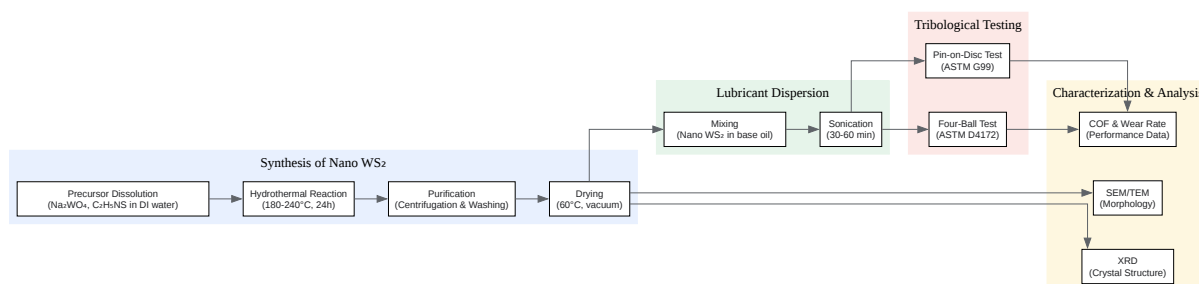 Tribological Testing
Pin-on-Disc Test
(ASTM G99)
Lubricant Dispersion
Characterization & Analysis
Mixing
(Nano WS₂ in base oil)
Sonication
(30-60 min)
Four-Ball Test
(ASTM D4172)
COF & Wear Rate
(Performance Data)
Synthesis of Nano WS₂
Precursor Dissolution
(Na₂WO₄, C₂H₅NS in DI water)
Hydrothermal Reaction
(180-240°C, 24h)
Purification
(Centrifugation & Washing)
Drying
(60°C, vacuum)
SEM/TEM
(Morphology)
XRD
(Crystal Structure)